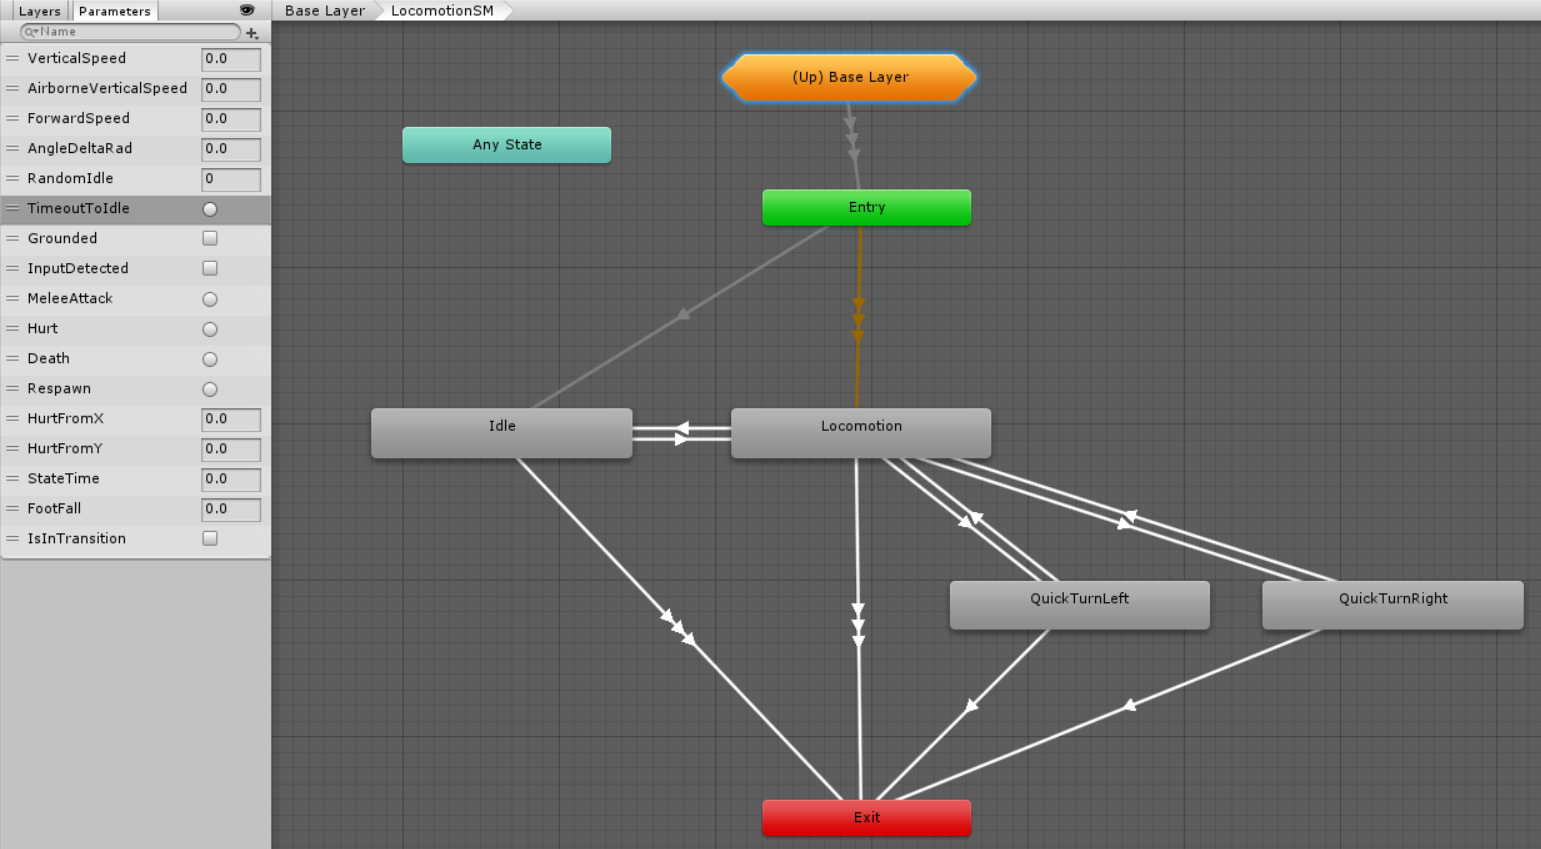 Layers Parameters
Name
VerticalSpeed 0.0
AirborneVerticalSpeed 0.0
ForwardSpeed 0.0
AngleDeltaRad 0.0
RandomIdle 0
TimeoutToIdle
Grounded
InputDetected
MeleeAttack
Hurt
Death
Respawn
HurtFromX 0.0
HurtFromY 0.0
StateTime 0.0
FootFall 0.0
IsInTransition
Base Layer LocomotionSM
(Up) Base Layer
Any State
Entry
Idle
Locomotion
QuickTurnLeft
QuickTurnRight
Exit